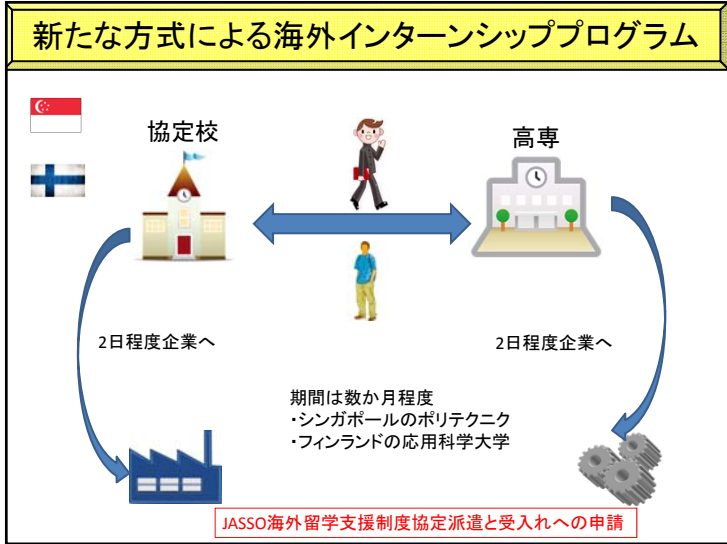 新たな方式による海外インターンシッププログラム
協定校
高専
2日程度企業へ
2日程度企業へ
期間は数か月程度
・シンガポールのポリテクニク
・フィンランドの応用科学大学
JASSO海外留学支援制度協定派遣と受入れへの申請